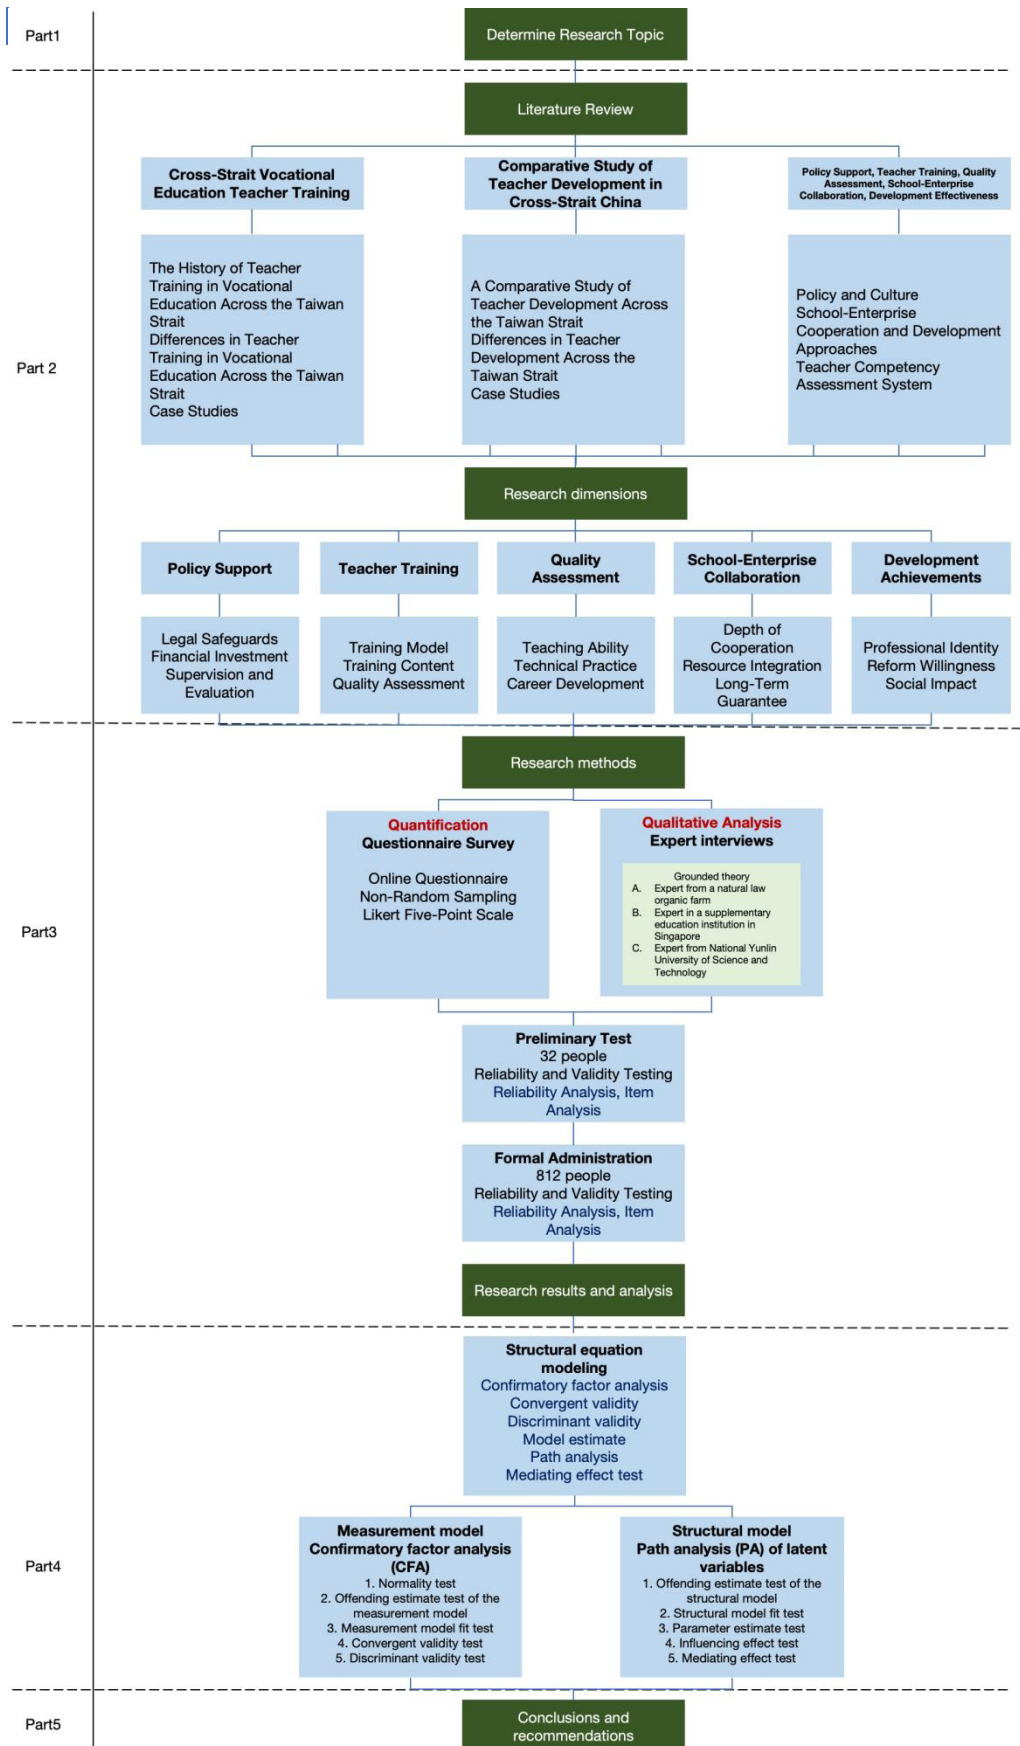 Part1
Determine Research Topic
Literature Review
Cross-Strait Vocational
Education Teacher Training
Comparative Study of
Teacher Development in
Cross-Strait China
Policy Support, Teacher Training, Quality
Assessment, School-Enterprise
Collaboration, Development Effectiveness
Part 2
The History of Teacher
Training in Vocational
Education Across the Taiwan
Strait
Differences in Teacher
Training in Vocational
Education Across the Taiwan
Strait
Case Studies
A Comparative Study of
Teacher Development Across
the Taiwan Strait
Differences in Teacher
Development Across the
Taiwan Strait
Case Studies
Policy and Culture
School-Enterprise
Cooperation and Development
Approaches
Teacher Competency
Assessment System
Research dimensions
Policy Support
Teacher Training
Quality
Assessment
School-Enterprise
Collaboration
Development
Achievements
Legal Safeguards
Financial Investment
Supervision and
Evaluation
Training Model
Training Content
Quality Assessment
Teaching Ability
Technical Practice
Career Development
Depth of
Cooperation
Resource Integration
Long-Term
Guarantee
Professional Identity
Reform Willingness
Social Impact
Part3
Research methods
Quantification
Questionnaire Survey
Online Questionnaire
Non-Random Sampling
Likert Five-Point Scale
Qualitative Analysis
Expert interviews
Grounded theory
A. Expert from a natural law
organic farm
B. Expert in a supplementary
education institution in
Singapore
C. Expert from National Yunlin
University of Science and
Technology
Preliminary Test
32 people
Reliability and Validity Testing
Reliability Analysis, Item
Analysis
Formal Administration
812 people
Reliability and Validity Testing
Reliability Analysis, Item
Analysis
Research results and analysis
Part4
Structural equation
modeling
Confirmatory factor analysis
Convergent validity
Discriminant validity
Model estimate
Path analysis
Mediating effect test
Measurement model
Confirmatory factor analysis
(CFA)
1. Normality test
2. Offending estimate test of the
measurement model
3. Measurement model fit test
4. Convergent validity test
5. Discriminant validity test
Structural model
Path analysis (PA) of latent
variables
1. Offending estimate test of the
structural model
2. Structural model fit test
3. Parameter estimate test
4. Influencing effect test
5. Mediating effect test
Part5
Conclusions and
recommendations